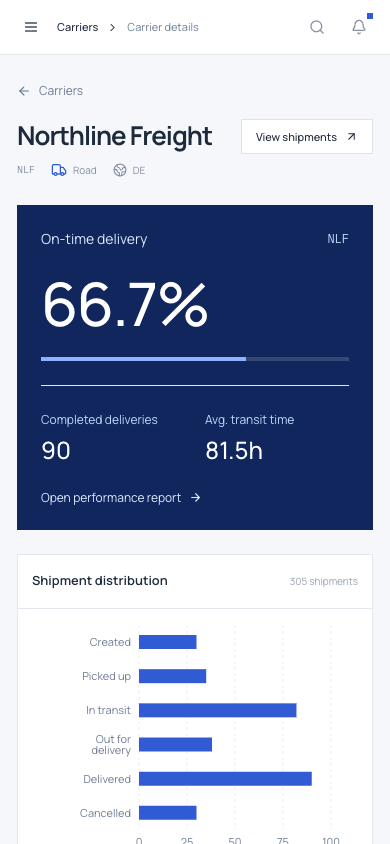 Carriers
Carrier details
Carriers
Northline Freight
View shipments
NLF
Road
DE
On-time delivery
NLF
66.7%
Completed deliveries
Avg. transit time
90
81.5h
Open performance report
Shipment distribution
305 shipments
Created
Picked up
In transit
Out for
delivery
Delivered
Cancelled
0
25
50
75
100